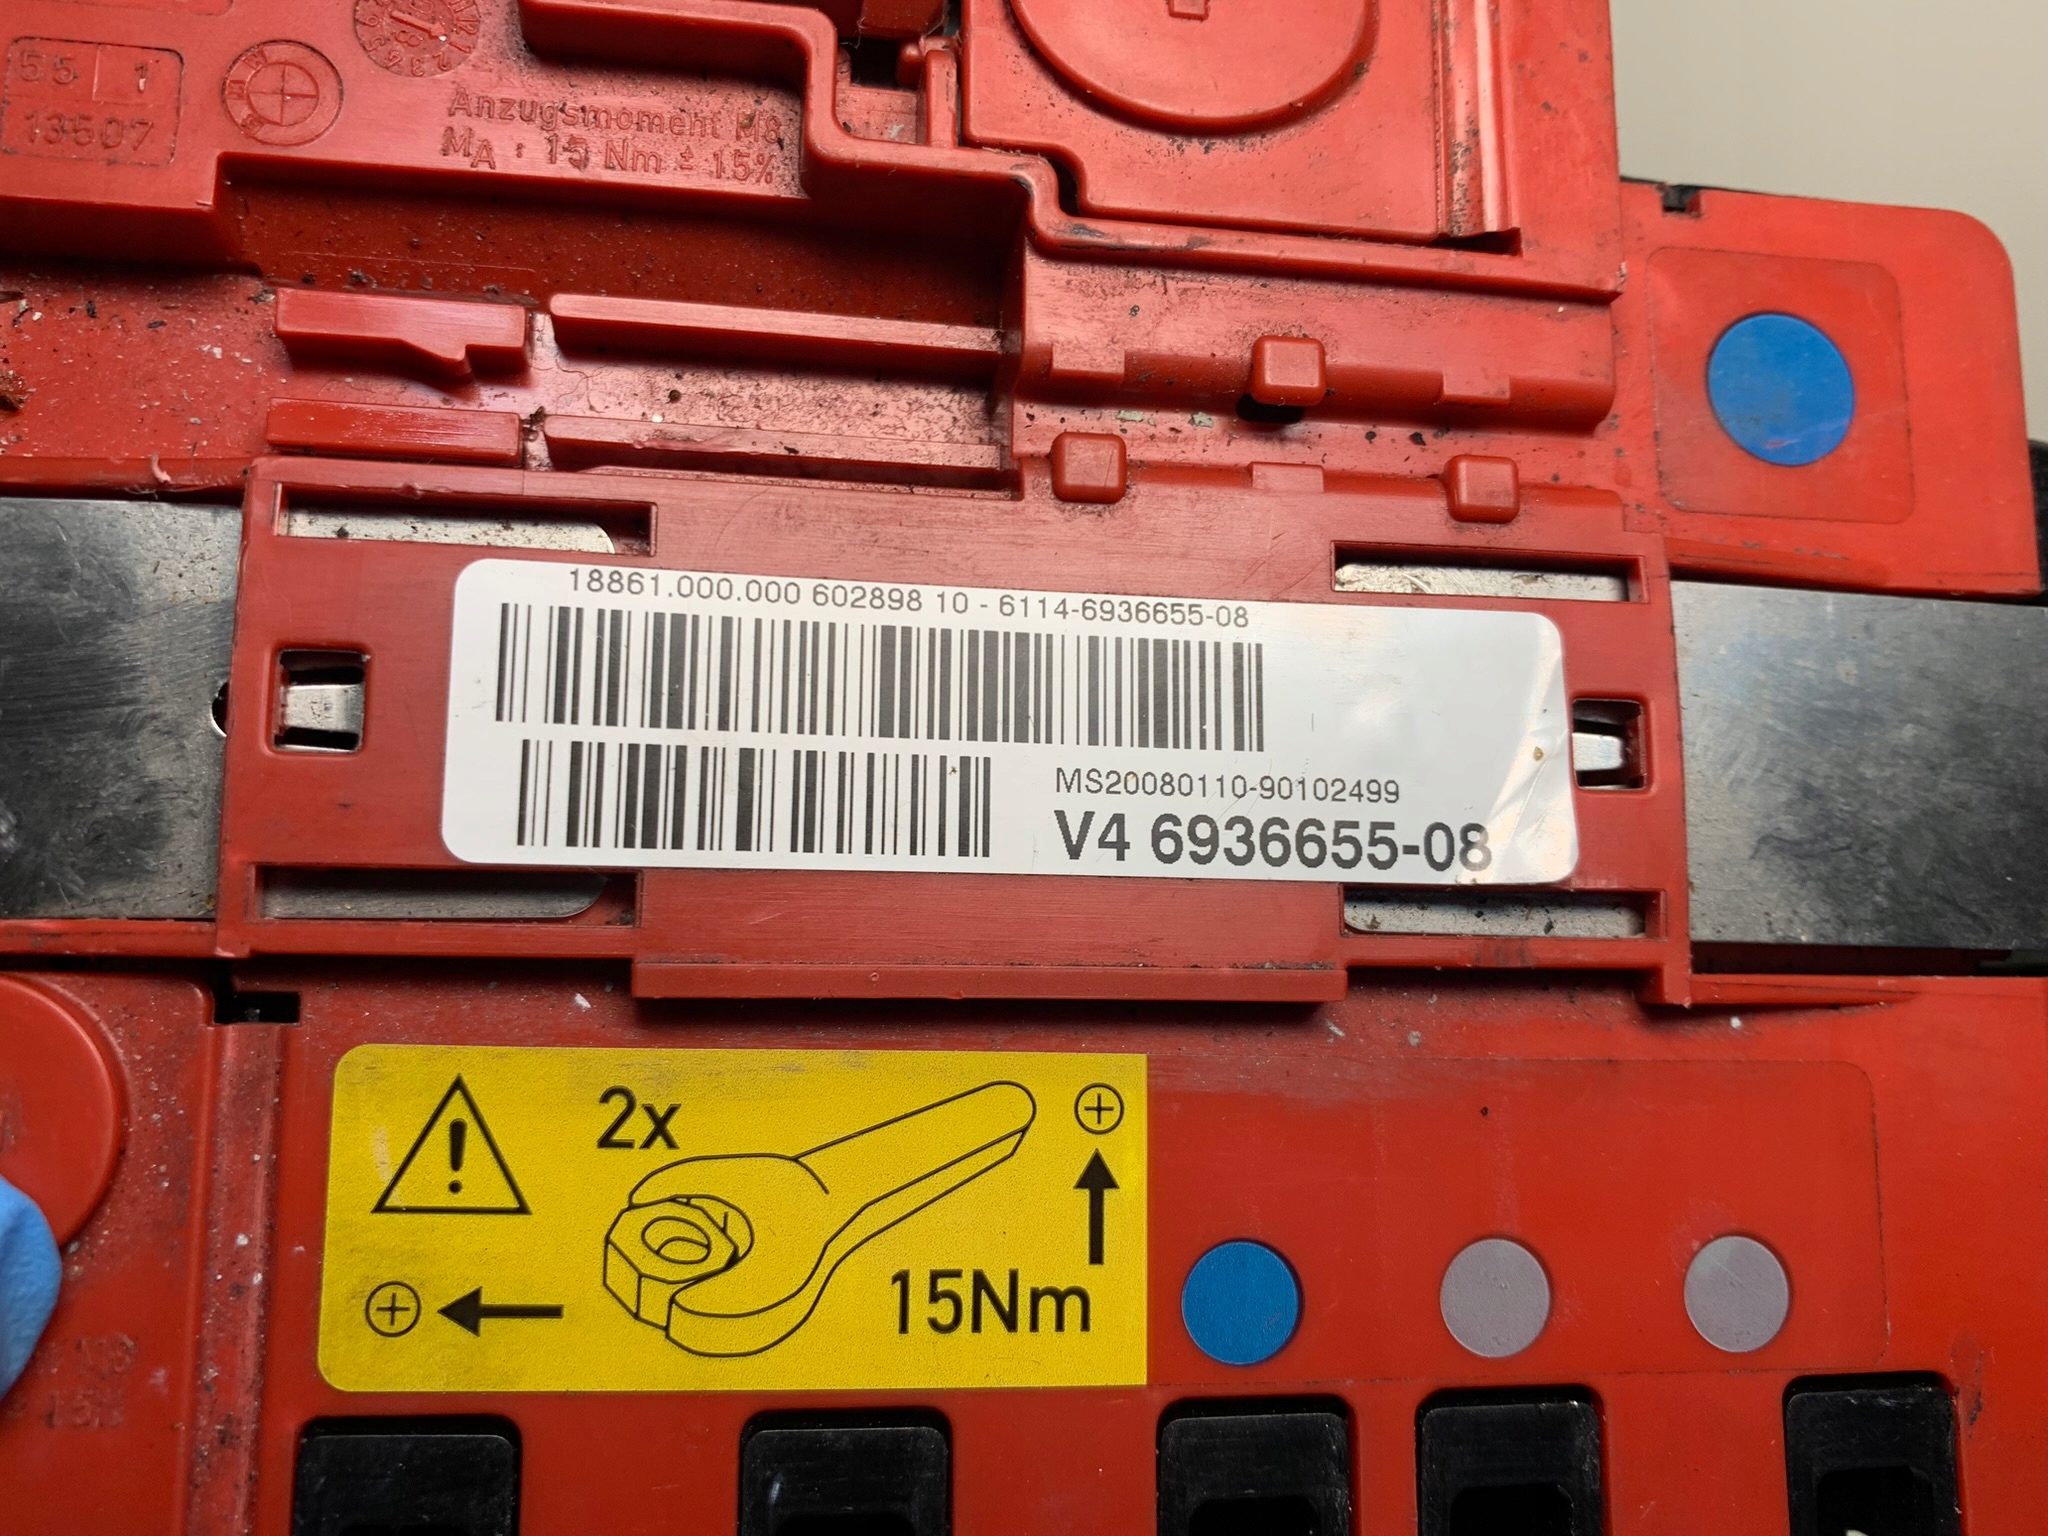 55 1
13507
BMW
Anzugsmoment M8
MA : 15 Nm ± 15%
18861.000.000 602898 10 - 6114-6936655-08
MS20080110-90102499
V4 6936655-08
2x
15Nm